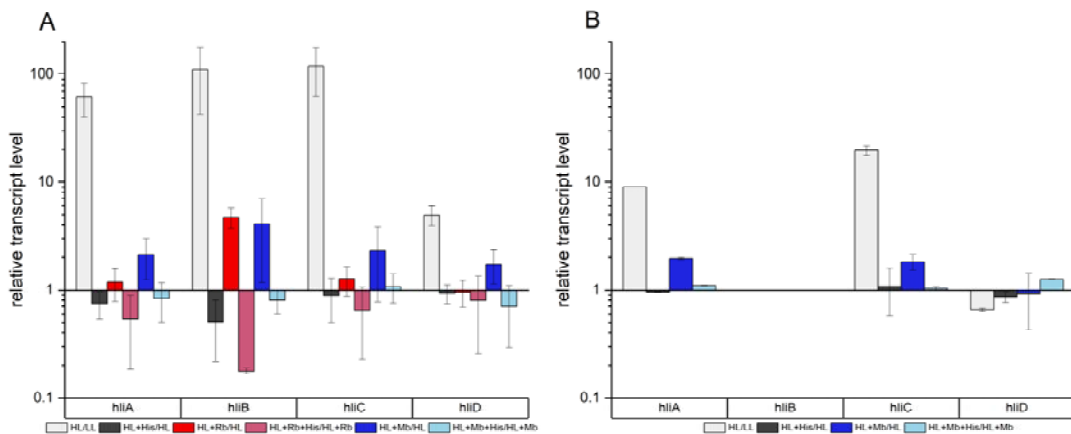 A
B
relative transcript level
100
10
1
0.1
hliA hliB hliC hliD
HL/LL HL+His/HL HL+Rb/HL HL+Rb+His/HL+Rb HL+Mb/HL HL+Mb+His/HL+Mb
relative transcript level
100
10
1
0.1
hliA hliB hliC hliD
HL/LL HL+His/HL HL+Mb/HL HL+Mb+His/HL+Mb